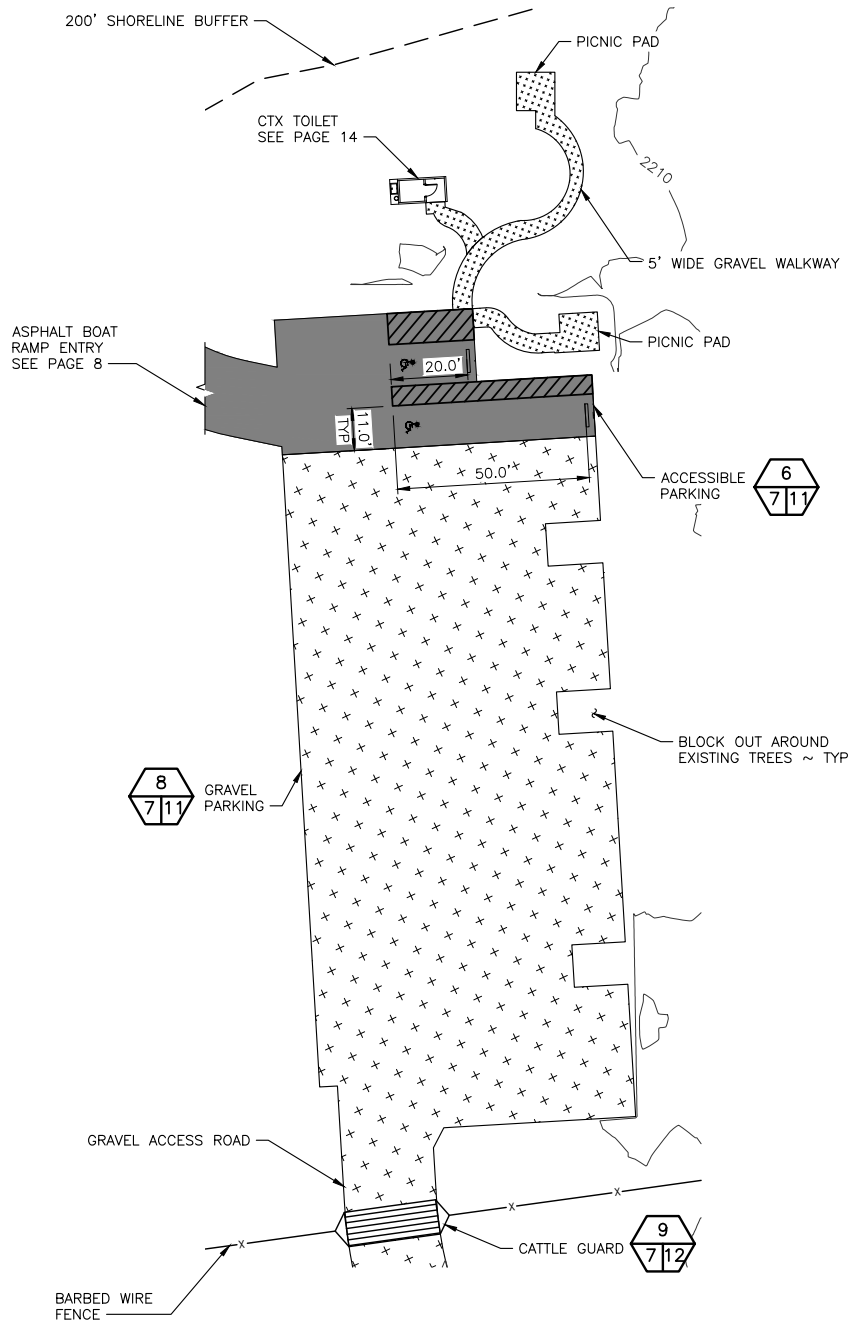 200' SHORELINE BUFFER
PICNIC PAD
CTX TOILET
SEE PAGE 14
2210
5' WIDE GRAVEL WALKWAY
ASPHALT BOAT
RAMP ENTRY
SEE PAGE 8
PICNIC PAD
20.0'
11.0'
TYP
50.0'
ACCESSIBLE
PARKING
6
7 11
BLOCK OUT AROUND
EXISTING TREES ~ TYP
8
7 11
GRAVEL
PARKING
GRAVEL ACCESS ROAD
CATTLE GUARD
9
7 12
BARBED WIRE
FENCE